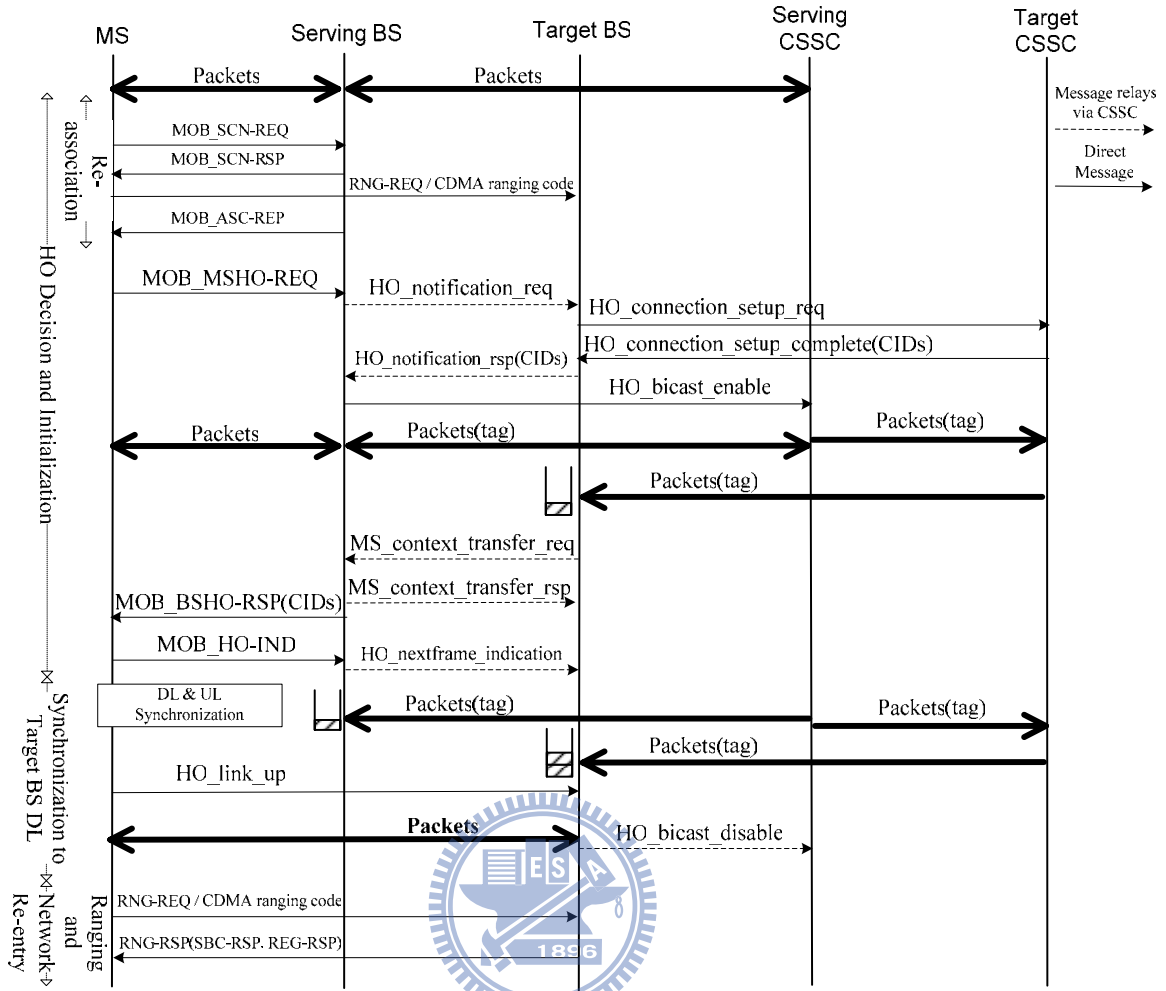 MS
Serving BS
Target BS
Serving
CSSC
Target
CSSC
Packets
Packets
Message relays
via CSSC
Direct
Message
Re-
association
MOB_SCN-REQ
MOB_SCN-RSP
RNG-REQ / CDMA ranging code
MOB_ASC-REP
HO Decision and Initialization
MOB_MSHO-REQ
HO_notification_req
HO_connection_setup_req
HO_connection_setup_complete(CIDs)
HO_notification_rsp(CIDs)
HO_bicast_enable
Packets
Packets(tag)
Packets(tag)
Packets(tag)
MS_context_transfer_req
MS_context_transfer_rsp
MOB_BSHO-RSP(CIDs)
MOB_HO-IND
HO_nextframe_indication
Synchronization to
Target BS DL
DL & UL
Synchronization
Packets(tag)
Packets(tag)
Packets(tag)
HO_link_up
Packets
HO_bicast_disable
Ranging
and
Network
Re-entry
RNG-REQ / CDMA ranging code
RNG-RSP(SBC-RSP, REG-RSP)
E S A
1896